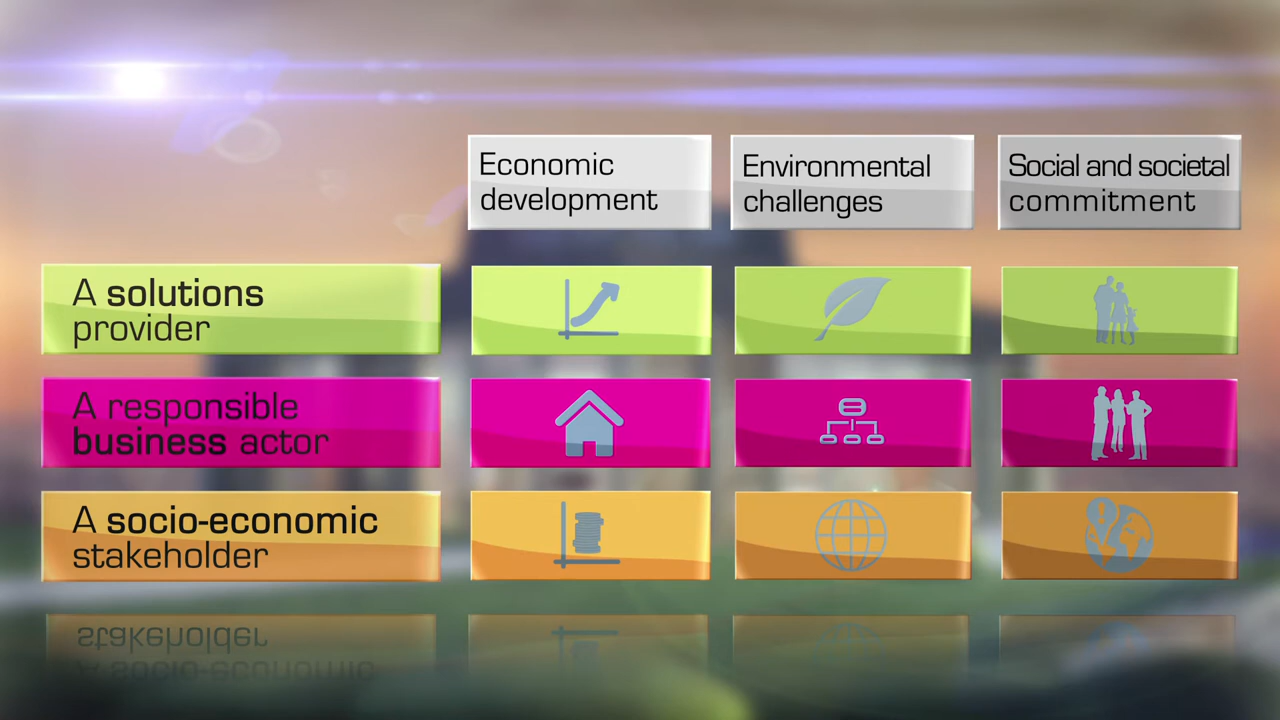 Economic
development
Environmental
challenges
Social and societal
commitment
A solutions
provider
A responsible
business actor
A socio-economic
stakeholder